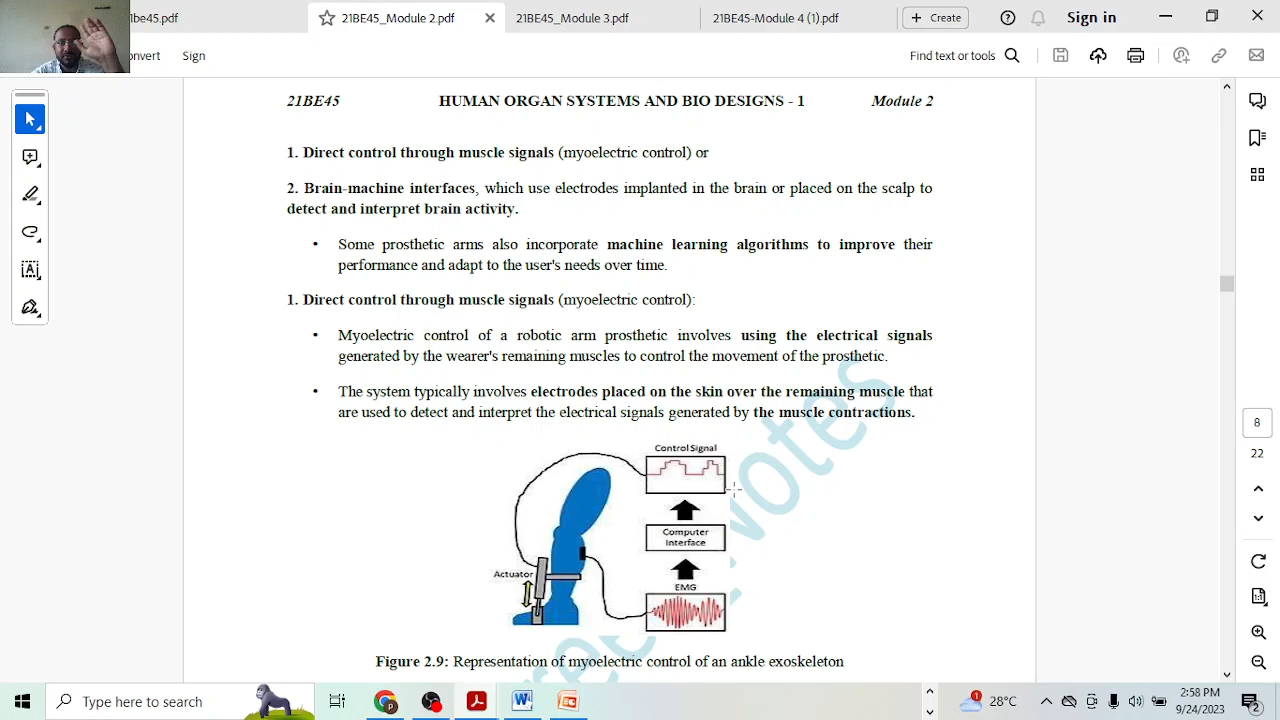 lbe45.pdf
21BE45_Module 2.pdf
21BE45_Module 3.pdf
21BE45-Module 4 (1).pdf
Create
Sign in
nvert
Sign
Find text or tools
21BE45 HUMAN ORGAN SYSTEMS AND BIO DESIGNS - 1 Module 2
1. Direct control through muscle signals (myoelectric control) or
2. Brain-machine interfaces, which use electrodes implanted in the brain or placed on the scalp to
detect and interpret brain activity.
• Some prosthetic arms also incorporate machine learning algorithms to improve their
performance and adapt to the user's needs over time.
1. Direct control through muscle signals (myoelectric control):
• Myoelectric control of a robotic arm prosthetic involves using the electrical signals
generated by the wearer's remaining muscles to control the movement of the prosthetic.
• The system typically involves electrodes placed on the skin over the remaining muscle that
are used to detect and interpret the electrical signals generated by the muscle contractions.
Control Signal
Computer
Interface
Actuator
EMG
Figure 2.9: Representation of myoelectric control of an ankle exoskeleton
8
22
Type here to search
28°C
2:58 PM
9/24/2023
2